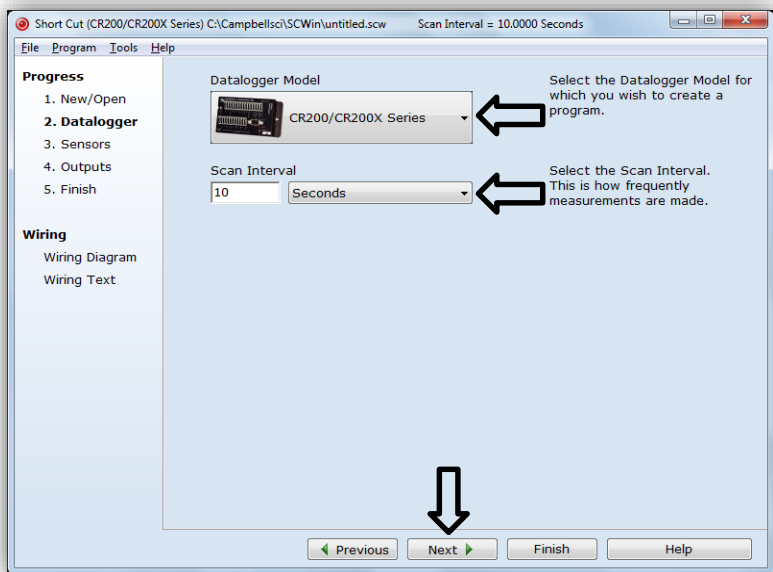 Short Cut (CR200/CR200X Series) C:\Campbellsci\SCWin\untitled.scw Scan Interval = 10.0000 Seconds
File Program Tools Help
Progress
1. New/Open
2. Datalogger
3. Sensors
4. Outputs
5. Finish
Wiring
Wiring Diagram
Wiring Text
Datalogger Model
CR200/CR200X Series
Select the Datalogger Model for
which you wish to create a
program.
Scan Interval
10 Seconds
Select the Scan Interval.
This is how frequently
measurements are made.
Previous Next Finish Help